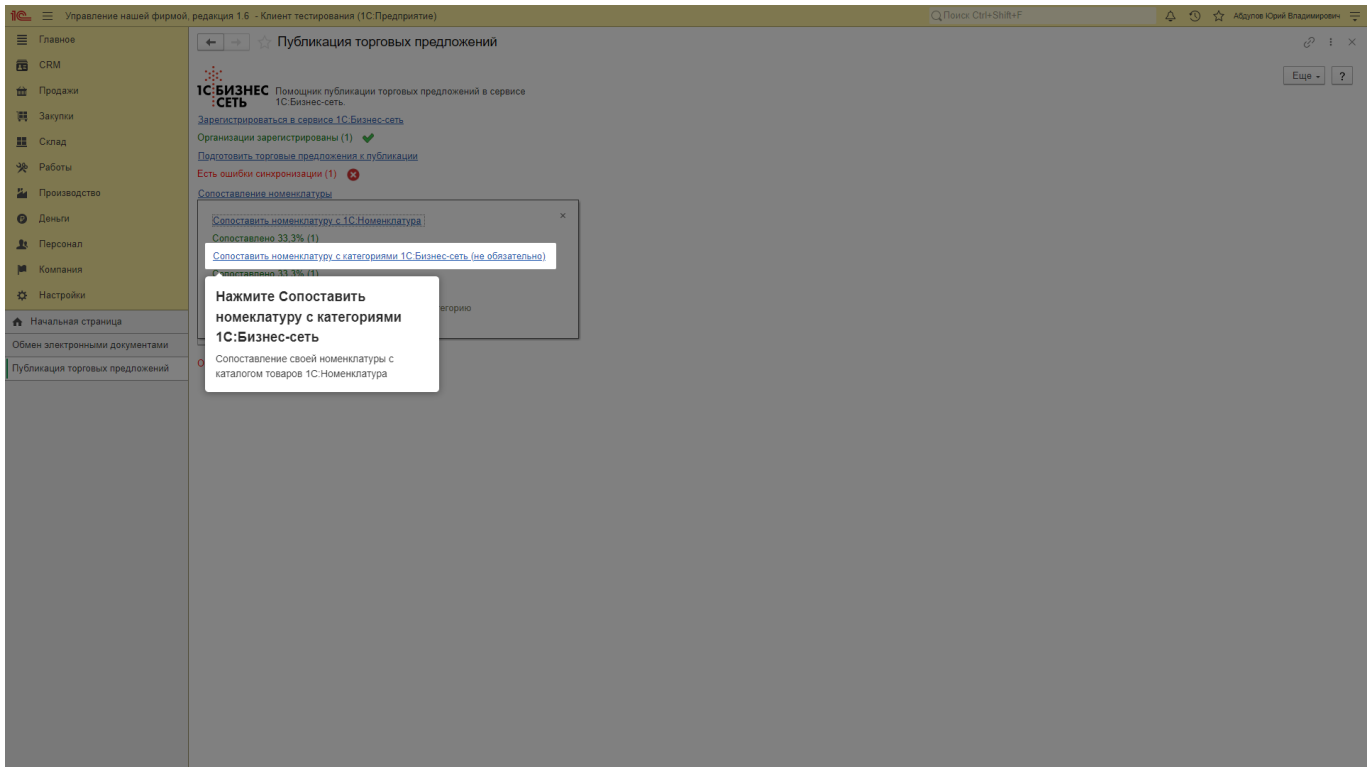 Управление нашей фирмой, редакция 1.6 - Клиент тестирования (1С:Предприятие)
Поиск Ctrl+Shift+F
Абдулов Юрий Владимирович
Главное
CRM
Продажи
Закупки
Склад
Работы
Производство
Деньги
Персонал
Компания
Настройки
Начальная страница
Обмен электронными документами
Публикация торговых предложений
Публикация торговых предложений
Еще
?
1С БИЗНЕС СЕТЬ
Помощник публикации торговых предложений в сервисе
1С:Бизнес-сеть.
Зарегистрироваться в сервисе 1С:Бизнес-сеть
Организации зарегистрированы (1)
Подготовить торговые предложения к публикации
Есть ошибки синхронизации (1)
Сопоставление номенклатуры
Сопоставить номенклатуру с 1С:Номенклатура
Сопоставлено 33.3% (1)
Сопоставить номенклатуру с категориями 1С:Бизнес-сеть (не обязательно)
Сопоставлено 33.3% (1)
Нажмите Сопоставить
номеклатуру с категориями
1С:Бизнес-сеть
Сопоставление своей номенклатуры с
каталогом товаров 1С:Номенклатура